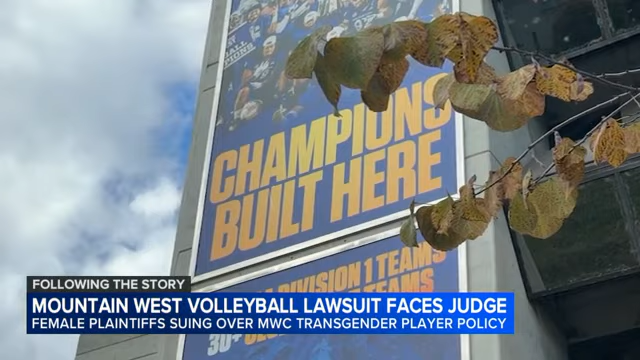 CHAMPIONS
BUILT HERE
DIVISION 1 TEAMS
30+
FOLLOWING THE STORY
MOUNTAIN WEST VOLLEYBALL LAWSUIT FACES JUDGE
FEMALE PLAINTIFFS SUING OVER MWC TRANSGENDER PLAYER POLICY